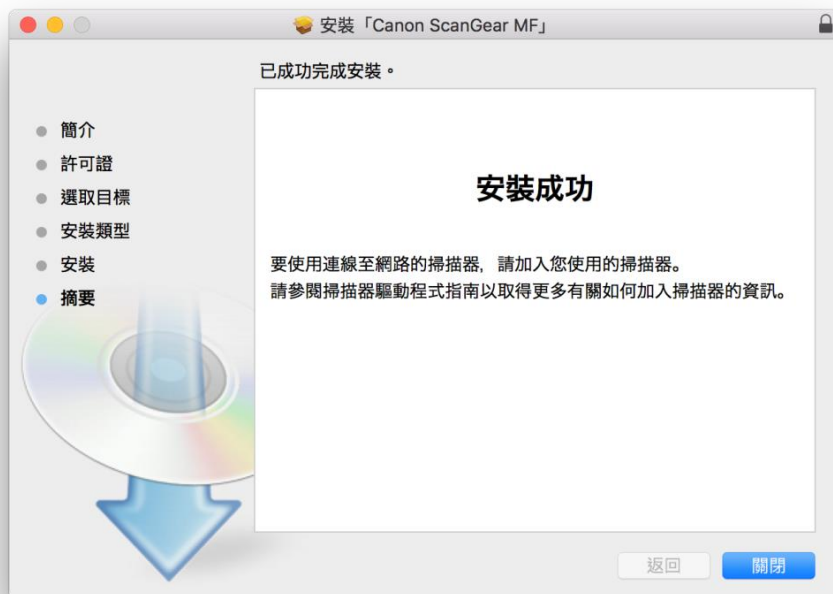 安裝「Canon ScanGear MF」
已成功完成安裝。
簡介
許可證
選取目標
安裝類型
安裝
摘要
安裝成功
要使用連線至網路的掃描器, 請加入您使用的掃描器。
請參閱掃描器驅動程式指南以取得更多有關如何加入掃描器的資訊。
返回
關閉